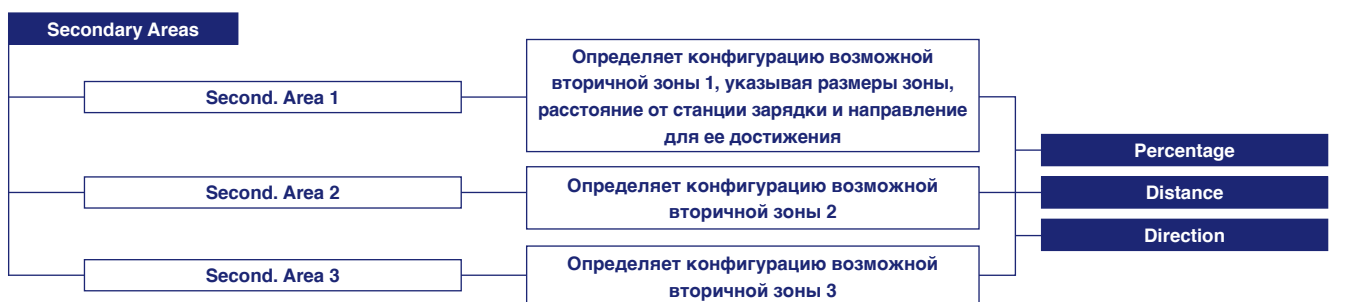 Secondary Areas
Second. Area 1
Определяет конфигурацию возможной
вторичной зоны 1, указывая размеры зоны,
расстояние от станции зарядки и направление
для ее достижения
Second. Area 2
Определяет конфигурацию возможной
вторичной зоны 2
Second. Area 3
Определяет конфигурацию возможной
вторичной зоны 3
Percentage
Distance
Direction